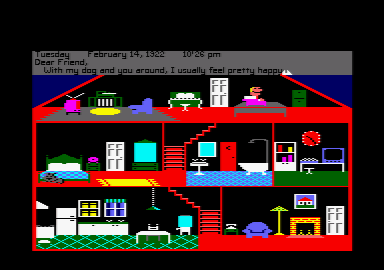 Tuesday February 14, 1922 10:26 pm
Dear Friend,
With my dog and you around, I usually feel pretty happy.